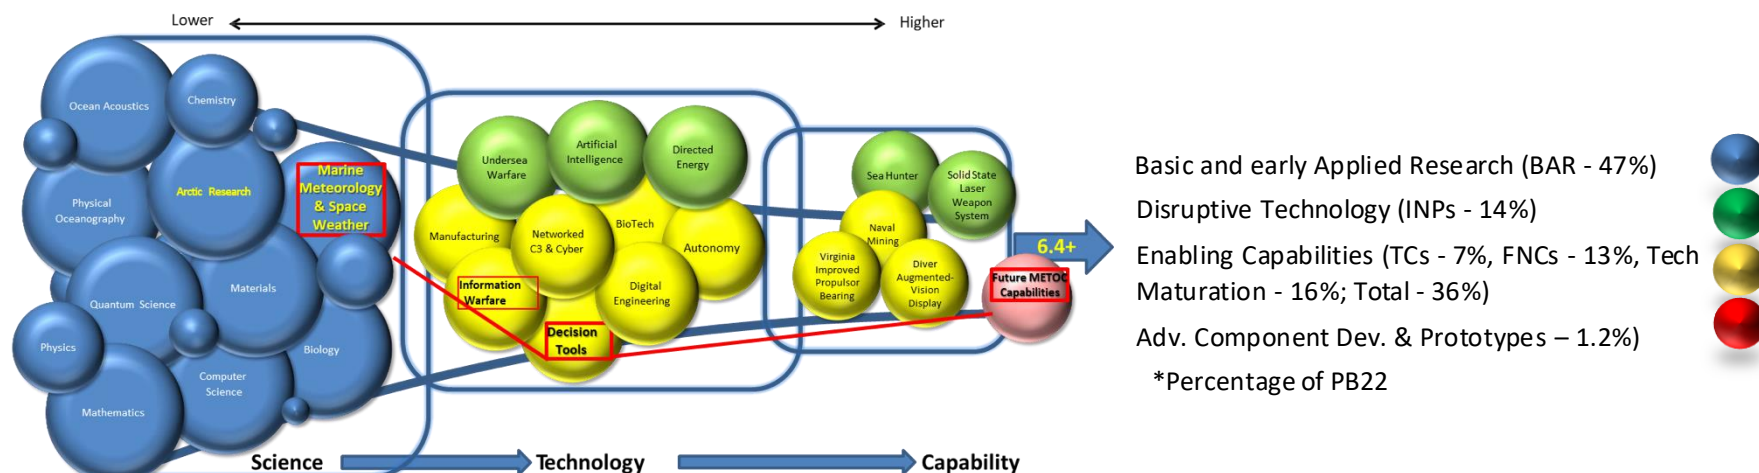 Lower
Higher
Ocean Acoustics
Chemistry
Arctic Research
Marine
Meteorology
& Space
Weather
Physical
Oceanography
Quantum Science
Materials
Physics
Biology
Computer
Science
Mathematics
Undersea
Warfare
Artificial
Intelligence
Directed
Energy
Manufacturing
Networked
C3 & Cyber
BioTech
Autonomy
Information
Warfare
Digital
Engineering
Decision
Tools
Sea Hunter
Solid State
Laser
Weapon
System
Naval
Mining
Virginia
Improved
Propulsor
Bearing
Diver
Augmented-
Vision
Display
6.4+
Future METOC
Capabilities
Science
Technology
Capability
Basic and early Applied Research (BAR - 47%)
Disruptive Technology (INPs - 14%)
Enabling Capabilities (TCs - 7%, FNCs - 13%, Tech
Maturation - 16%; Total - 36%)
Adv. Component Dev. & Prototypes – 1.2%)
*Percentage of PB22